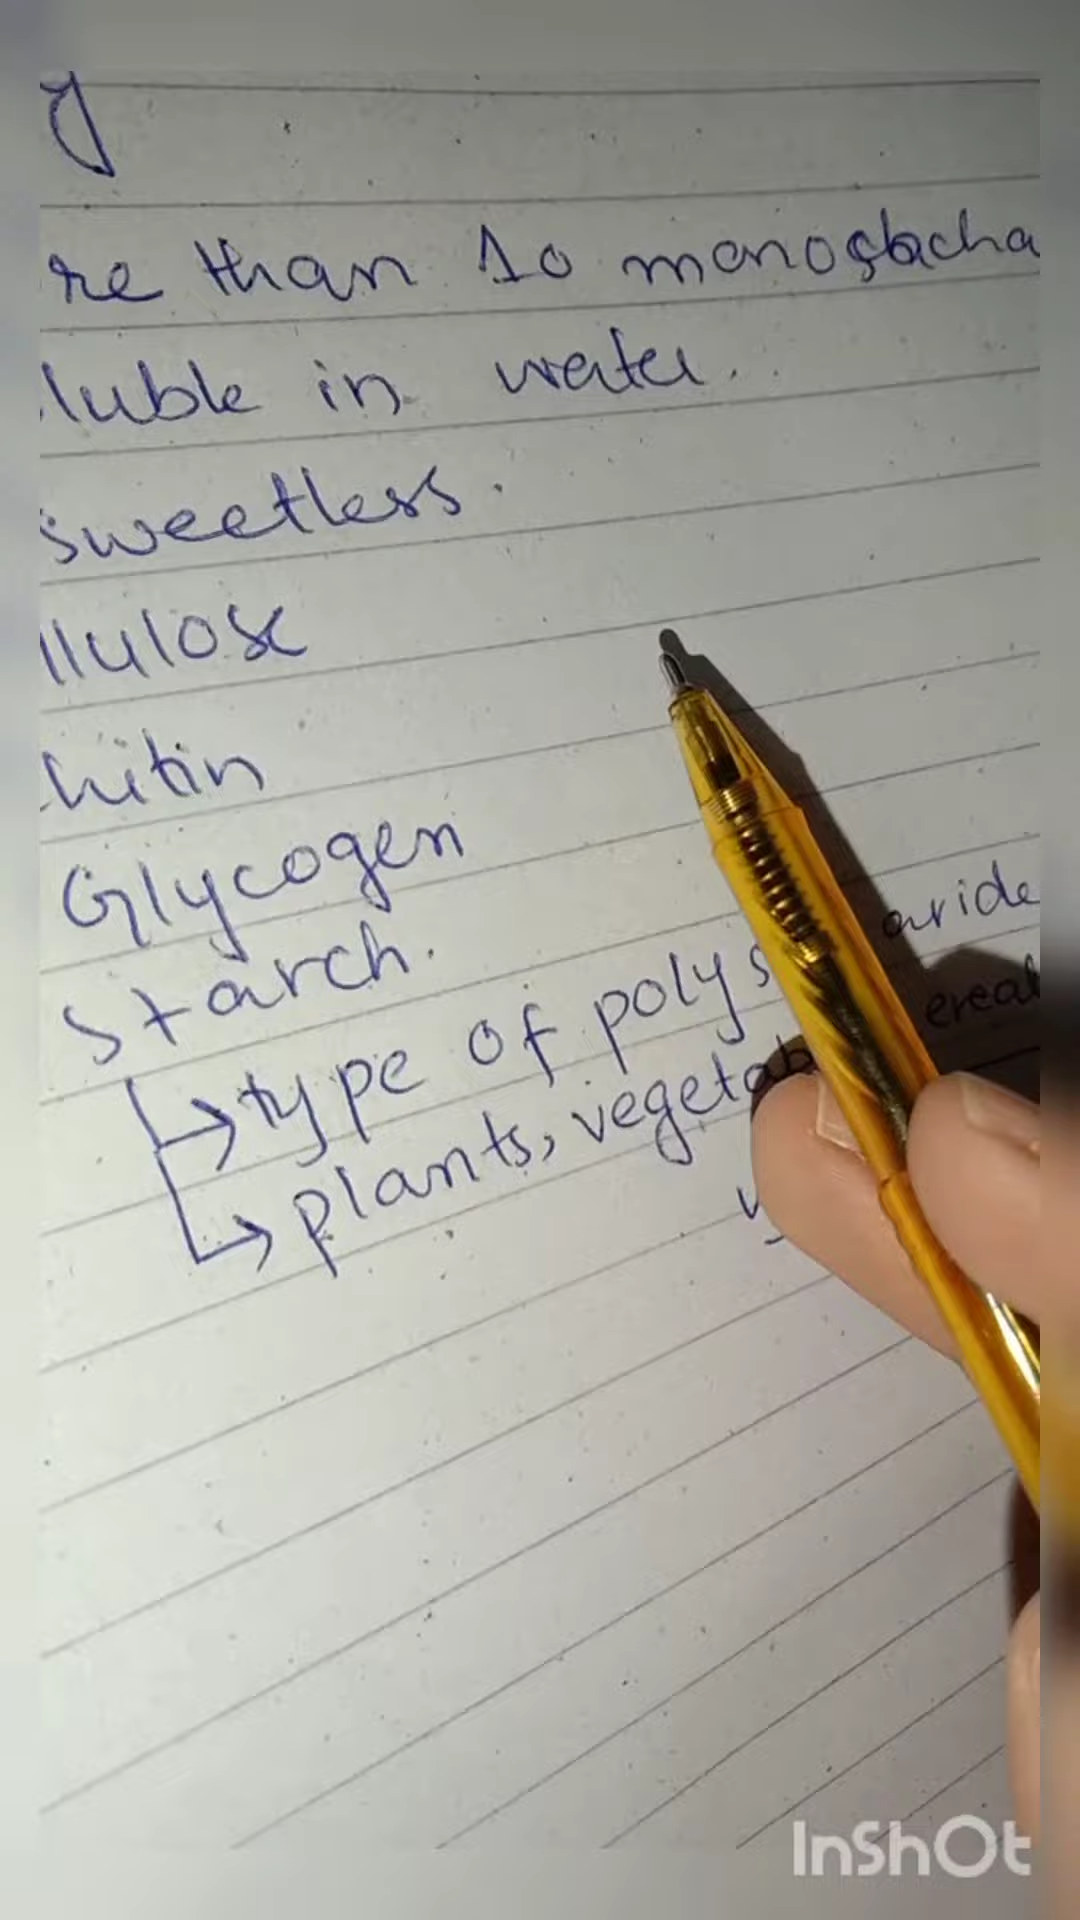 re than 10 monosacha
luble in water.
sweetless.
llulose
hitin
Glycogen
Starch.
→ type of polys aride
→ plants, vegetab ereal
InShOt